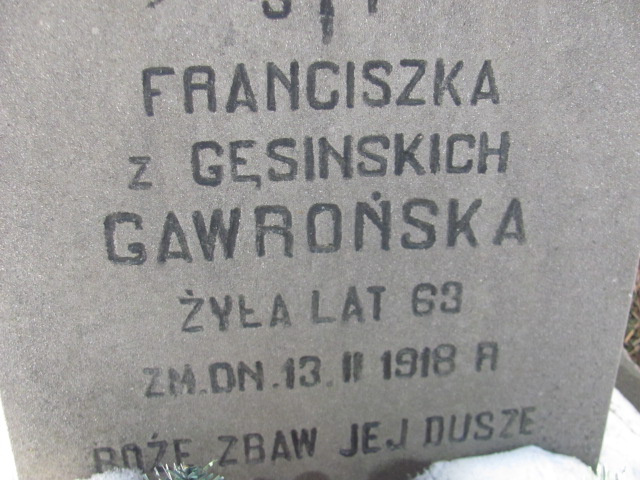 FRANCISZKA
z GĘSINSKICH
GAWROŃSKA
ŻYŁA LAT 63
ZM. DN. 13. II 1918 R
BOŻE ZBAW JEJ DUSZE